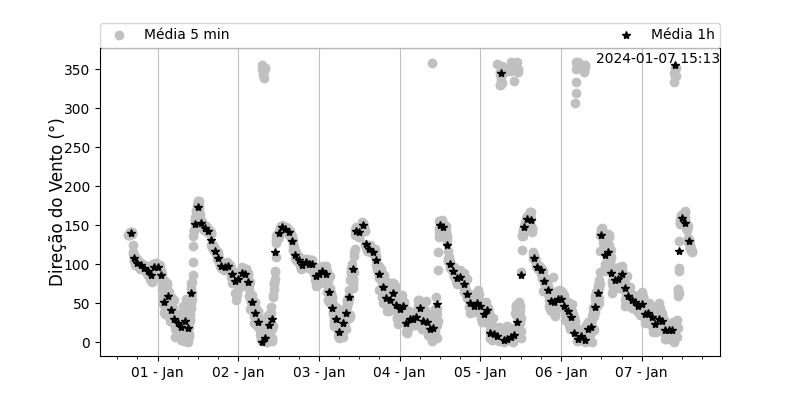 Média 5 min
Média 1h
2024-01-07 15:13
Direção do Vento (°)
350
300
250
200
150
100
50
0
01 - Jan
02 - Jan
03 - Jan
04 - Jan
05 - Jan
06 - Jan
07 - Jan